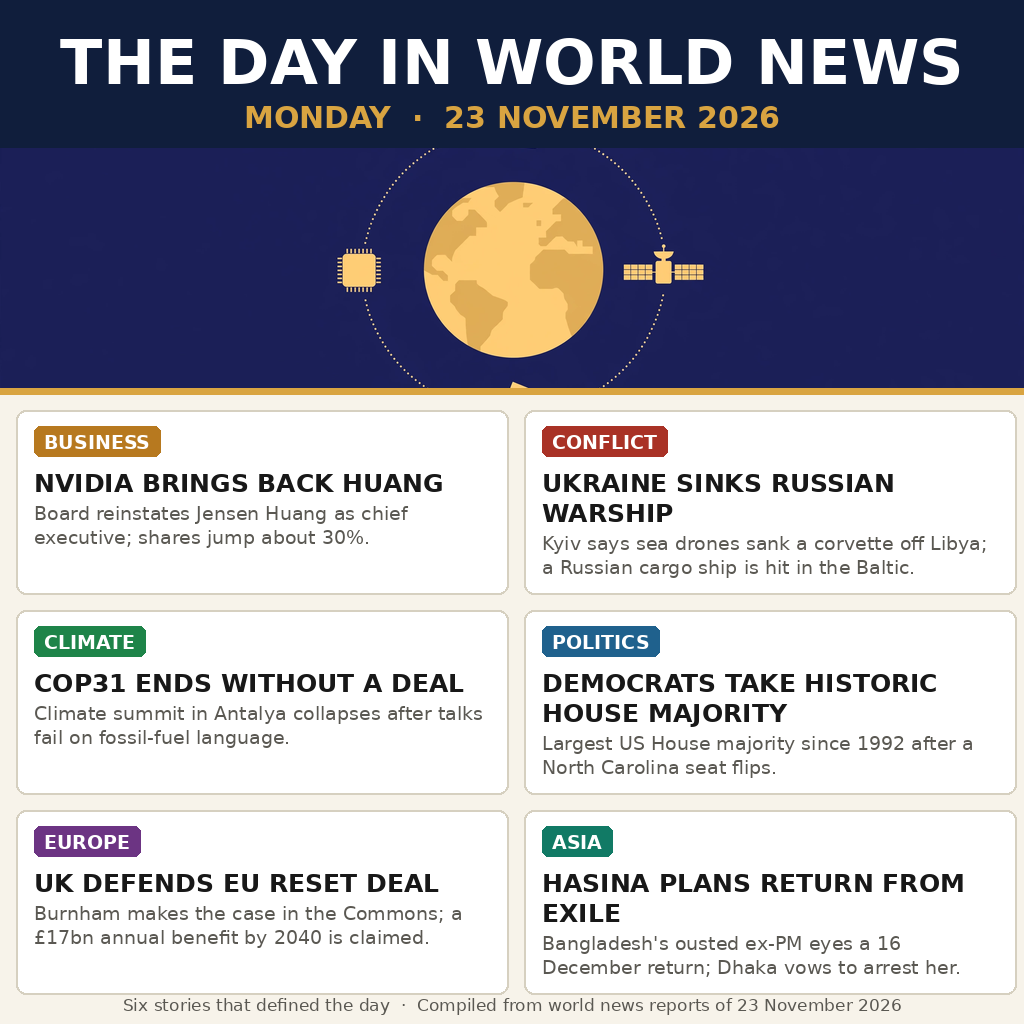 THE DAY IN WORLD NEWS
MONDAY · 23 NOVEMBER 2026
BUSINESS
NVIDIA BRINGS BACK HUANG
Board reinstates Jensen Huang as chief
executive; shares jump about 30%.
CONFLICT
UKRAINE SINKS RUSSIAN
WARSHIP
Kyiv says sea drones sank a corvette off Libya;
a Russian cargo ship is hit in the Baltic.
CLIMATE
COP31 ENDS WITHOUT A DEAL
Climate summit in Antalya collapses after talks
fail on fossil-fuel language.
POLITICS
DEMOCRATS TAKE HISTORIC
HOUSE MAJORITY
Largest US House majority since 1992 after a
North Carolina seat flips.
EUROPE
UK DEFENDS EU RESET DEAL
Burnham makes the case in the Commons; a
£17bn annual benefit by 2040 is claimed.
ASIA
HASINA PLANS RETURN FROM
EXILE
Bangladesh's ousted ex-PM eyes a 16
December return; Dhaka vows to arrest her.
Six stories that defined the day · Compiled from world news reports of 23 November 2026